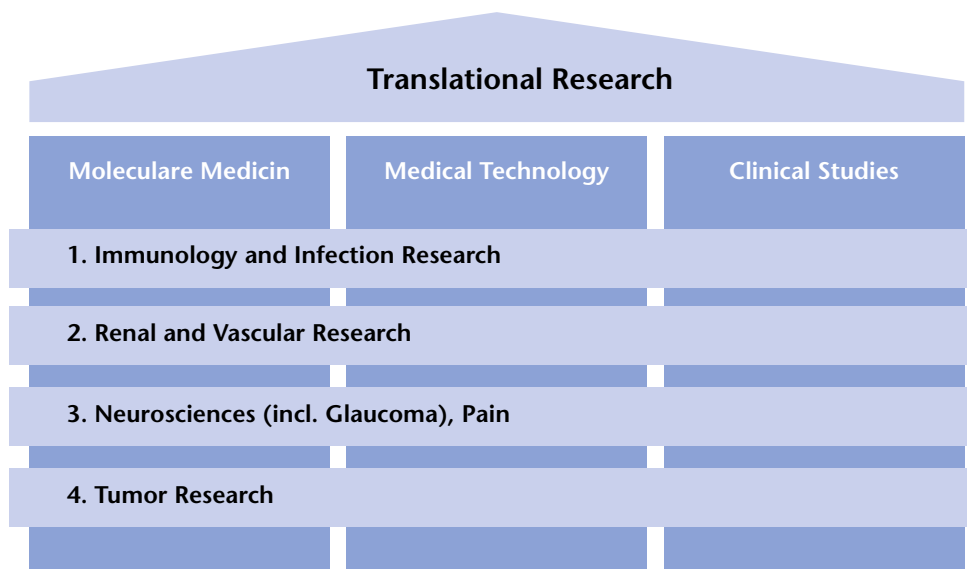 Translational Research
Moleculare Medicin
Medical Technology
Clinical Studies
1. Immunology and Infection Research
2. Renal and Vascular Research
3. Neurosciences (incl. Glaucoma), Pain
4. Tumor Research